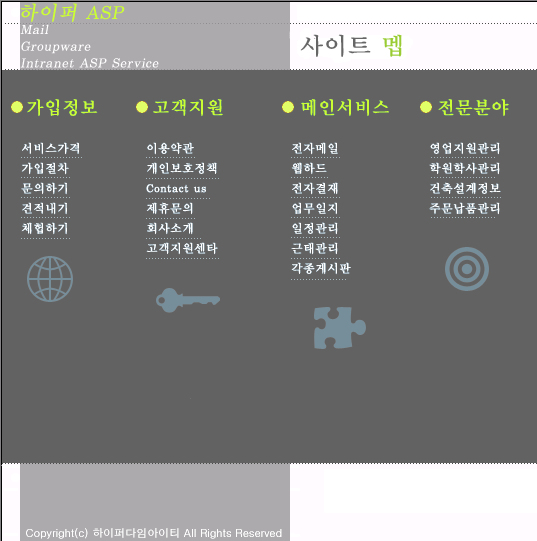 하이퍼 ASP
Mail
Groupware
Intranet ASP Service
사이트 멥
가입정보
서비스가격
가입절차
문의하기
견적내기
체험하기
고객지원
이용약관
개인보호정책
Contact us
제휴문의
회사소개
고객지원센타
메인서비스
전자메일
웹하드
전자결재
업무일지
일정관리
근태관리
각종게시판
전문분야
영업지원관리
학원학사관리
건축설계정보
주문납품관리
Copyright(c) 하이퍼다임아이티 All Rights Reserved